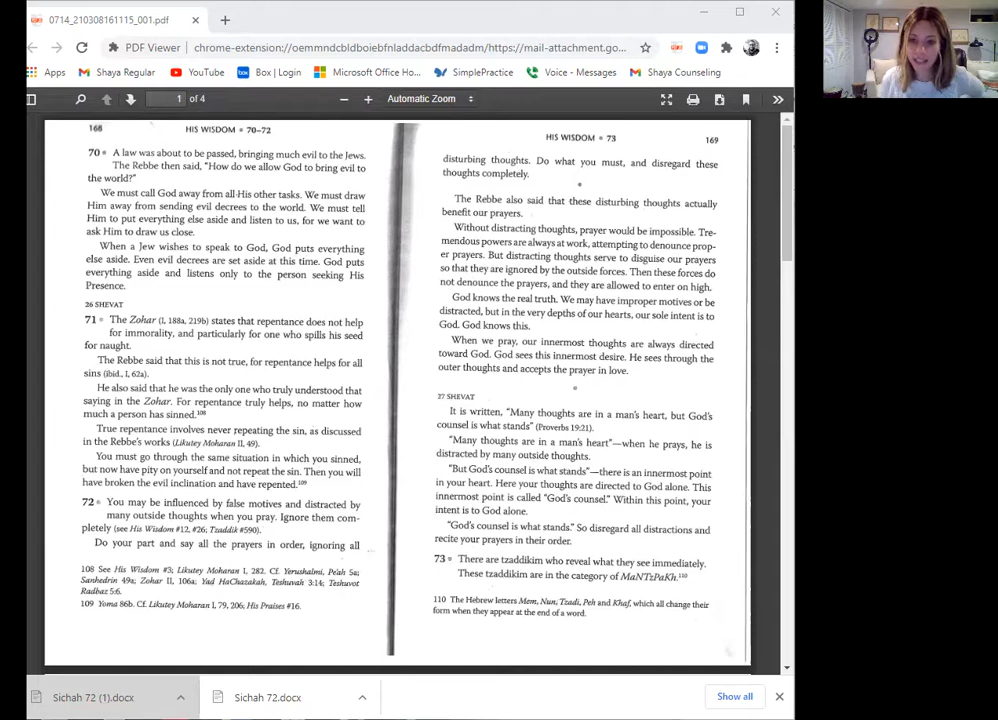 0714_210308161115_001.pdf
PDF Viewer | chrome-extension://oemmndcbldboiebfnladdacbdfmadadm/https://mail-attachment.go...
Apps Shaya Regular YouTube Box | Login Microsoft Office Ho... SimplePractice Voice - Messages Shaya Counseling
1 of 4 Automatic Zoom
168 HIS WISDOM • 70–72
70 • A law was about to be passed, bringing much evil to the Jews.
The Rebbe then said, "How do we allow God to bring evil to
the world?"
We must call God away from all His other tasks. We must draw
Him away from sending evil decrees to the world. We must tell
Him to put everything else aside and listen to us, for we want to
ask Him to draw us close.
When a Jew wishes to speak to God, God puts everything
else aside. Even evil decrees are set aside at this time. God puts
everything aside and listens only to the person seeking His
Presence.
26 SHEVAT
71 • The Zohar (I, 188a, 219b) states that repentance does not help
for immorality, and particularly for one who spills his seed
for naught.
The Rebbe said that this is not true, for repentance helps for all
sins (ibid., I, 62a).
He also said that he was the only one who truly understood that
saying in the Zohar. For repentance truly helps, no matter how
much a person has sinned.108
True repentance involves never repeating the sin, as discussed
in the Rebbe's works (Likutey Moharan II, 49).
You must go through the same situation in which you sinned,
but now have pity on yourself and not repeat the sin. Then you will
have broken the evil inclination and have repented.109
72 • You may be influenced by false motives and distracted by
many outside thoughts when you pray. Ignore them com-
pletely (see His Wisdom #12, #26; Tzaddik #590).
Do your part and say all the prayers in order, ignoring all
108 See His Wisdom #3; Likutey Moharan I, 282. Cf. Yerushalmi, Pe'ah 5a;
Sanhedrin 49a; Zohar II, 106a; Yad HaChazakah, Teshuvah 3:14; Teshuvot
Radbaz 5:6.
109 Yoma 86b. Cf. Likutey Moharan I, 79, 206; His Praises #16.
HIS WISDOM • 73 169
disturbing thoughts. Do what you must, and disregard these
thoughts completely.
The Rebbe also said that these disturbing thoughts actually
benefit our prayers.
Without distracting thoughts, prayer would be impossible. Tre-
mendous powers are always at work, attempting to denounce prop-
er prayers. But distracting thoughts serve to disguise our prayers
so that they are ignored by the outside forces. Then these forces do
not denounce the prayers, and they are allowed to enter on high.
God knows the real truth. We may have improper motives or be
distracted, but in the very depths of our hearts, our sole intent is to
God. God knows this.
When we pray, our innermost thoughts are always directed
toward God. God sees this innermost desire. He sees through the
outer thoughts and accepts the prayer in love.
27 SHEVAT
It is written, "Many thoughts are in a man's heart, but God's
counsel is what stands" (Proverbs 19:21).
"Many thoughts are in a man's heart"—when he prays, he is
distracted by many outside thoughts.
"But God's counsel is what stands"—there is an innermost point
in your heart. Here your thoughts are directed to God alone. This
innermost point is called "God's counsel." Within this point, your
intent is to God alone.
"God's counsel is what stands." So disregard all distractions and
recite your prayers in their order.
73 • There are tzaddikim who reveal what they see immediately.
These tzaddikim are in the category of MaNTzPaKh.110
110 The Hebrew letters Mem, Nun, Tzadi, Peh and Khaf, which all change their
form when they appear at the end of a word.
Sichah 72 (1).docx Sichah 72.docx Show all